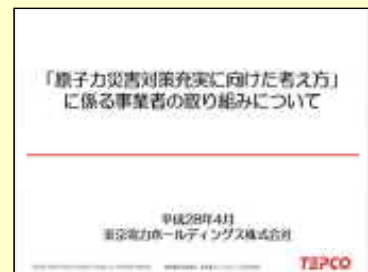 「原子力災害対策充実に向けた考え方」
に係る事業者の取り組みについて
平成28年4月
東京電力ホールディングス株式会社
TEPCO